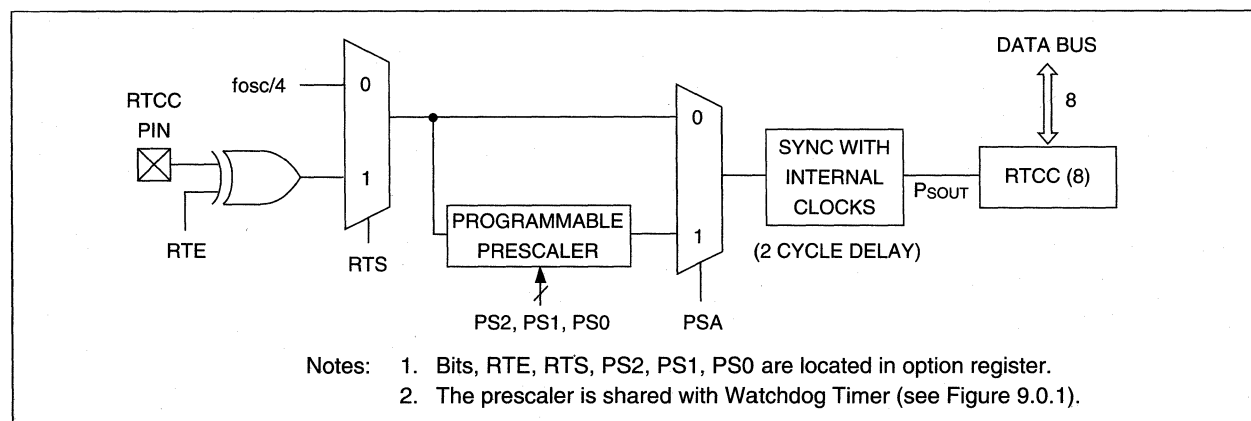 DATA BUS
fosc/4
0
8
RTCC
PIN
0
1
SYNC WITH
INTERNAL
CLOCKS
PSOUT
RTCC (8)
PROGRAMMABLE
PRESCALER
1
RTE
RTS
(2 CYCLE DELAY)
PS2, PS1, PS0
PSA
Notes: 1. Bits, RTE, RTS, PS2, PS1, PS0 are located in option register.
2. The prescaler is shared with Watchdog Timer (see Figure 9.0.1).